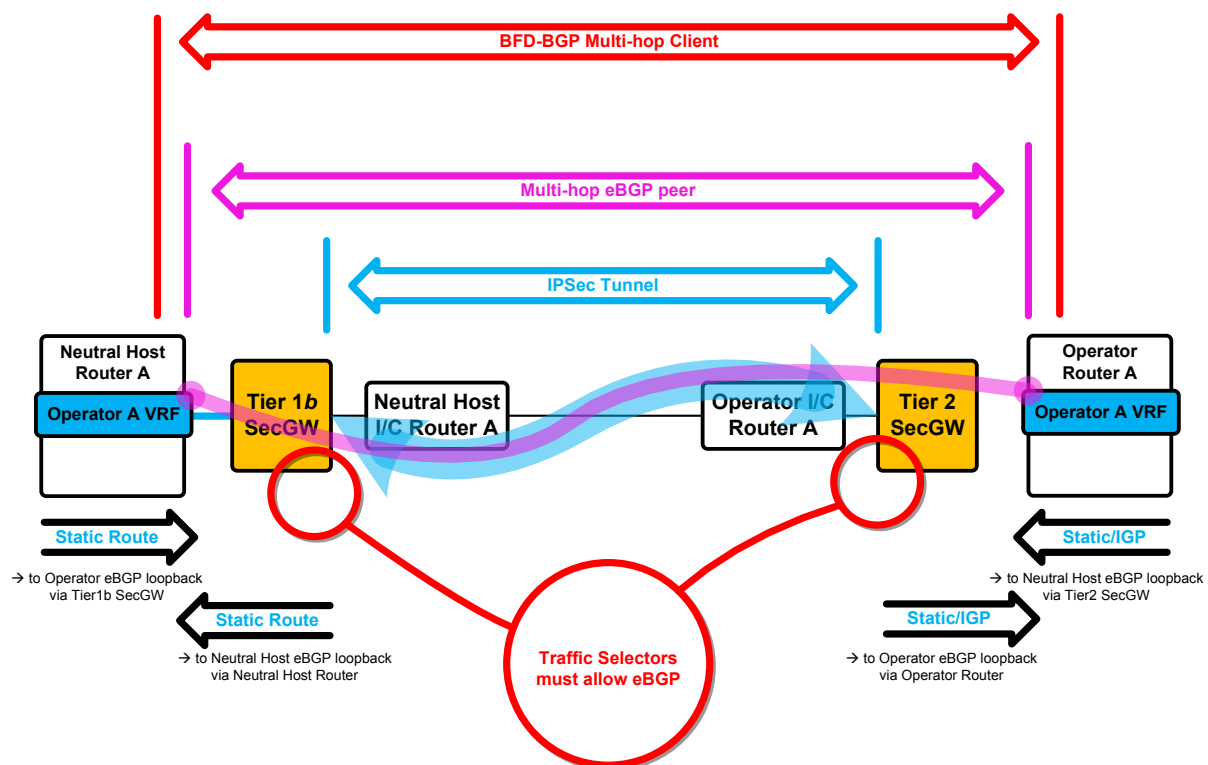 BFD-BGP Multi-hop Client
Multi-hop eBGP peer
IPSec Tunnel
Neutral Host
Router A
Operator A VRF
Tier 1b
SecGW
Neutral Host
I/C Router A
Operator I/C
Router A
Tier 2
SecGW
Operator
Router A
Operator A VRF
Static Route
→ to Operator eBGP loopback
via Tier1b SecGW
Static Route
→ to Neutral Host eBGP loopback
via Neutral Host Router
Traffic Selectors
must allow eBGP
Static/IGP
→ to Neutral Host eBGP loopback
via Tier2 SecGW
Static/IGP
→ to Operator eBGP loopback
via Operator Router